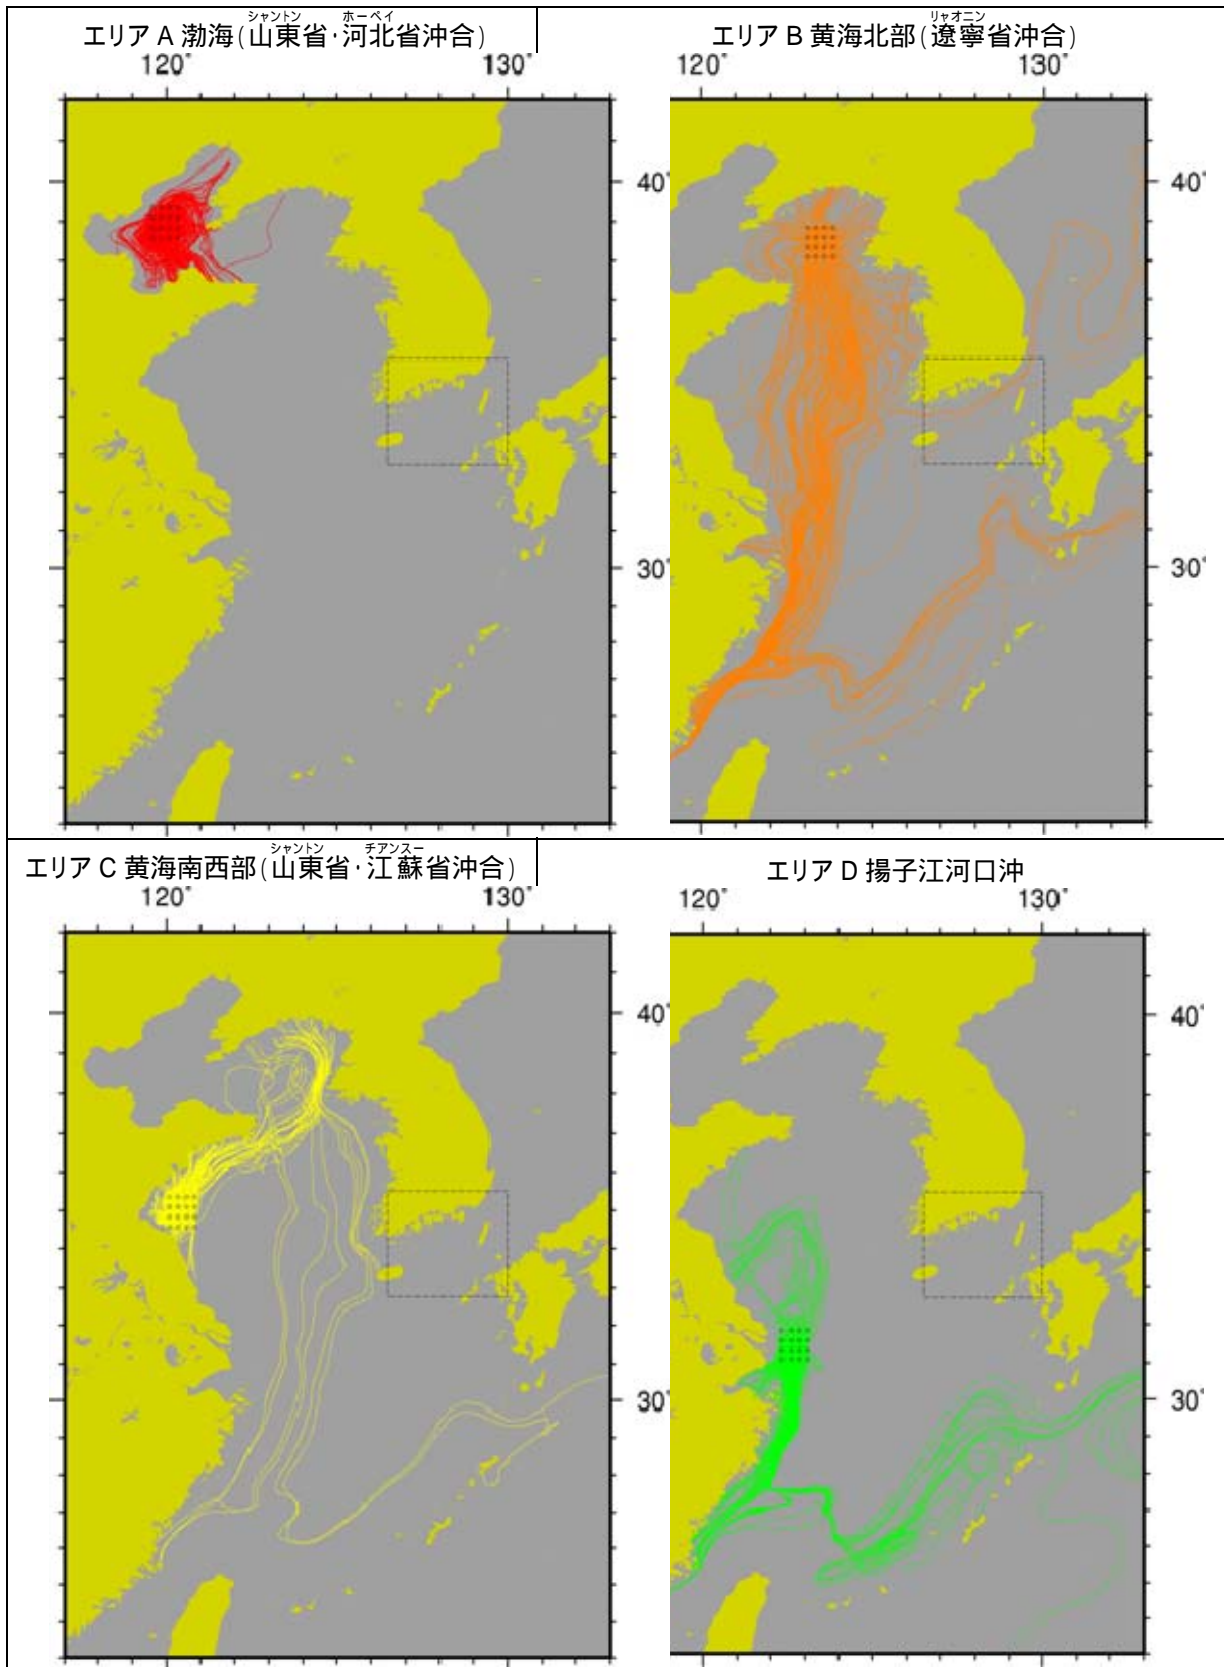 シャントン ホーペイ
エリア A 渤海(山東省・河北省沖合)
リャオニン
エリア B 黄海北部(遼寧省沖合)
120° 130°
120° 130°
40°
40°
30°
30°
シャントン チアンスー
エリア C 黄海南西部(山東省・江蘇省沖合)
エリア D 揚子江河口沖
120° 130°
120° 130°
40°
40°
30°
30°